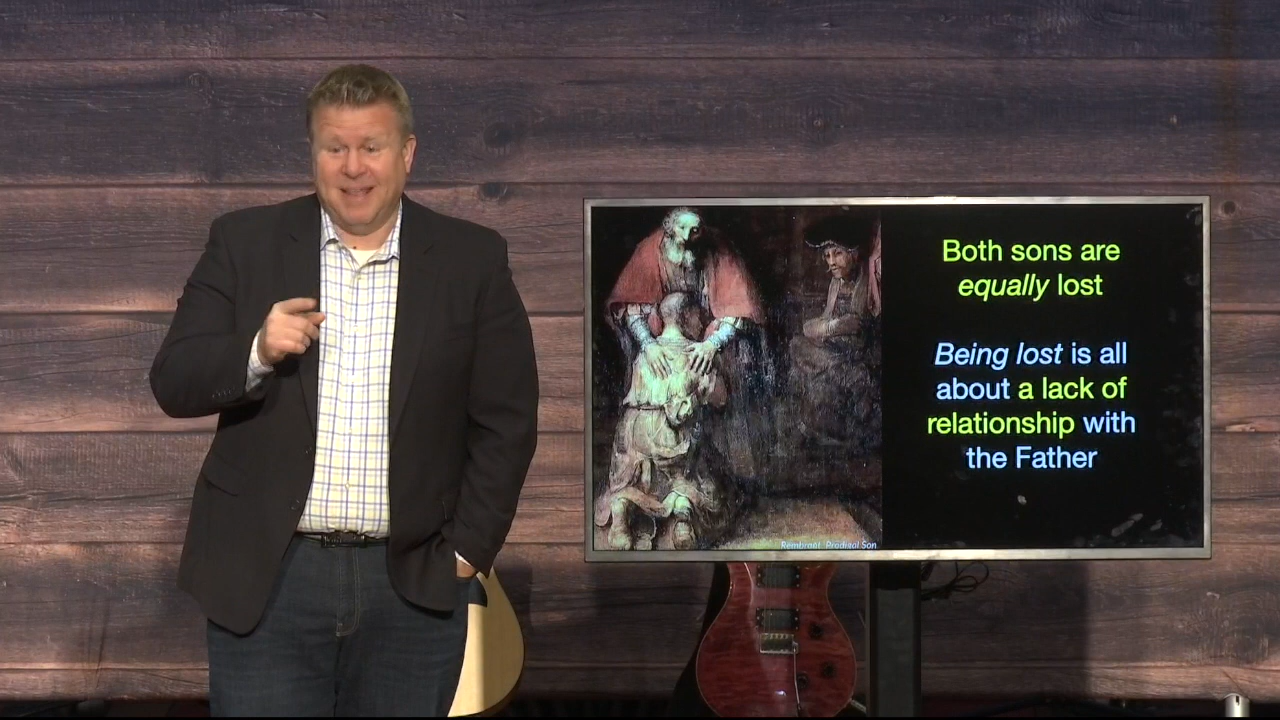 Both sons are
equally lost
Being lost is all
about a lack of
relationship with
the Father
Rembrant, Prodigal Son